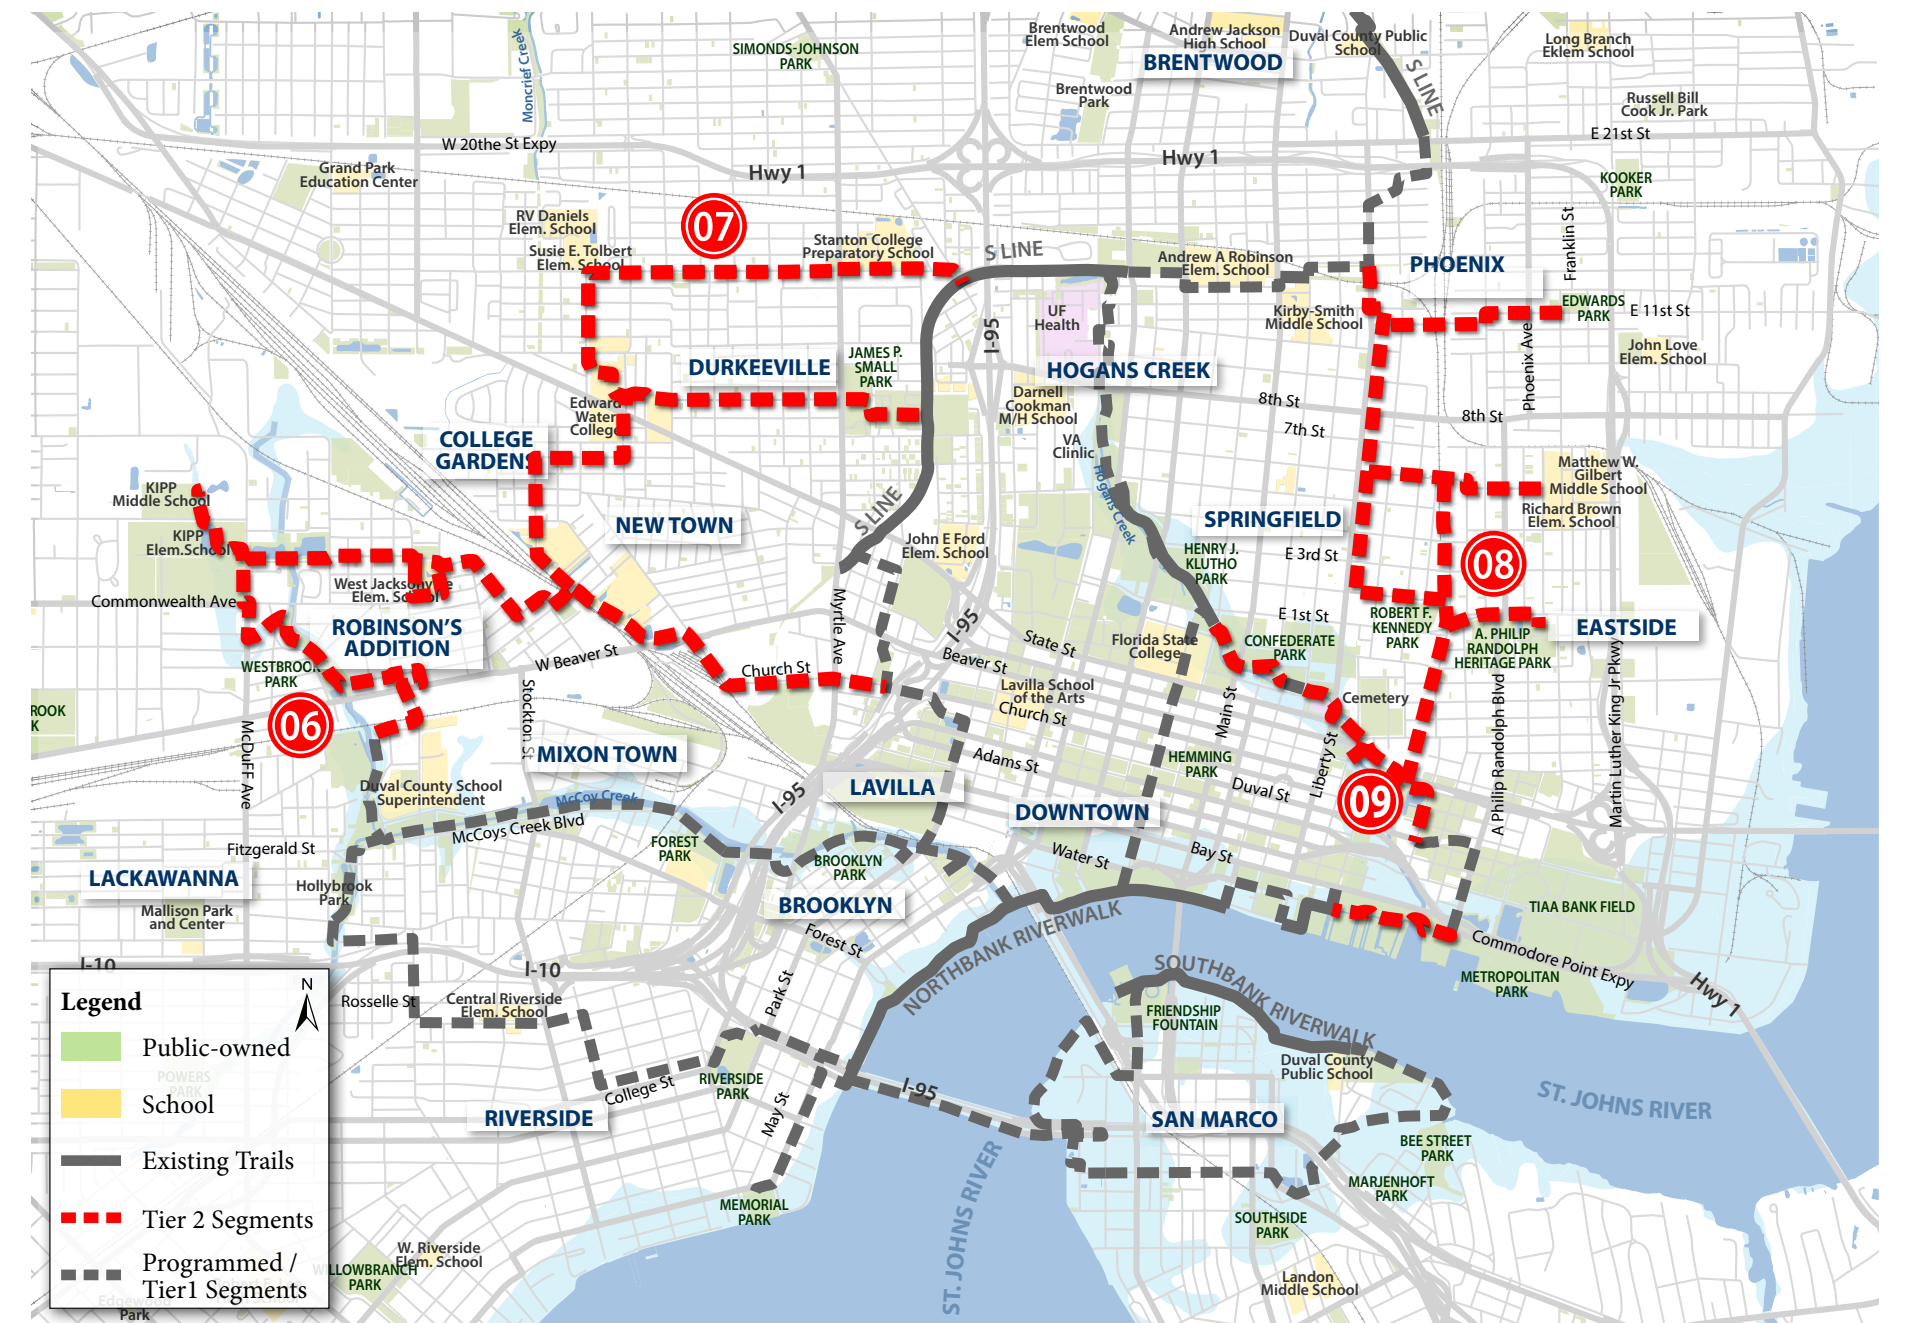 Brentwood
Elem School
Andrew Jackson
High School
Duval County Public
School
Long Branch
Eklem School
SIMONDS-JOHNSON
PARK
BRENTWOOD
Moncrief Creek
S LINE
Brentwood
Park
Russell Bill
Cook Jr. Park
E 21st St
W 20the St Expy
Hwy 1
Hwy 1
Grand Park
Education Center
KOOKER
PARK
RV Daniels
Elem. School
07
Susie E. Tolbert
Elem. School
Stanton College
Preparatory School
S LINE
Andrew A Robinson
Elem. School
PHOENIX
Franklin St
EDWARDS
PARK
E 11st St
UF
Health
I-95
Kirby-Smith
Middle School
Phoenix Ave
John Love
Elem. School
DURKEEVILLE
JAMES P.
SMALL
PARK
HOGANS CREEK
Darnell
Cookman
M/H School
8th St
8th St
7th St
Edward
Water
College
COLLEGE
GARDENS
VA
Clinlic
Hogans Creek
Matthew W.
Gilbert
Middle School
Richard Brown
Elem. School
KIPP
Middle School
KIPP
Elem.School
NEW TOWN
S LINE
SPRINGFIELD
John E Ford
Elem. School
HENRY J.
KLUTHO
PARK
E 3rd St
08
West Jacksonville
Elem. School
Commonwealth Ave
Myrtle Ave
E 1st St
ROBERT F.
KENNEDY
PARK
A. PHILIP
RANDOLPH
HERITAGE PARK
EASTSIDE
ROBINSON'S
ADDITION
I-95
State St
Florida State
College
CONFEDERATE
PARK
W Beaver St
Beaver St
WESTBROOK
PARK
Church St
Lavilla School
of the Arts
Church St
Cemetery
Main St
Stockton St
A Philip Randolph Blvd
Martin Luther King Jr Pkwy
ROOK
K
06
McDuFF Ave
MIXON TOWN
Adams St
HEMMING
PARK
Liberty St
Duval St
09
Duval County School
Superintendent
McCoy Creek
I-95
LAVILLA
DOWNTOWN
McCoys Creek Blvd
Fitzgerald St
FOREST
PARK
BROOKLYN
PARK
Water St
Bay St
LACKAWANNA
Hollybrook
Park
BROOKLYN
Mallison Park
and Center
NORTHBANK RIVERWALK
TIAA BANK FIELD
Forest St
Commodore Point Expy
METROPOLITAN
PARK
Hwy 1
I-10
I-10
SOUTHBANK RIVERWALK
Park St
Rosselle St
Central Riverside
Elem. School
FRIENDSHIP
FOUNTAIN
Duval County
Public School
RIVERSIDE
PARK
College St
I-95
ST. JOHNS RIVER
RIVERSIDE
May St
SAN MARCO
BEE STREET
PARK
MARJENHOFT
PARK
MEMORIAL
PARK
SOUTHSIDE
PARK
ST. JOHNS RIVER
W. Riverside
Elem. School
WILLOWBRANCH
PARK
Landon
Middle School
N
Legend
Public-owned
POWERS
PARK
School
Existing Trails
Tier 2 Segments
Programmed /
Tier1 Segments
Edgewood
Park